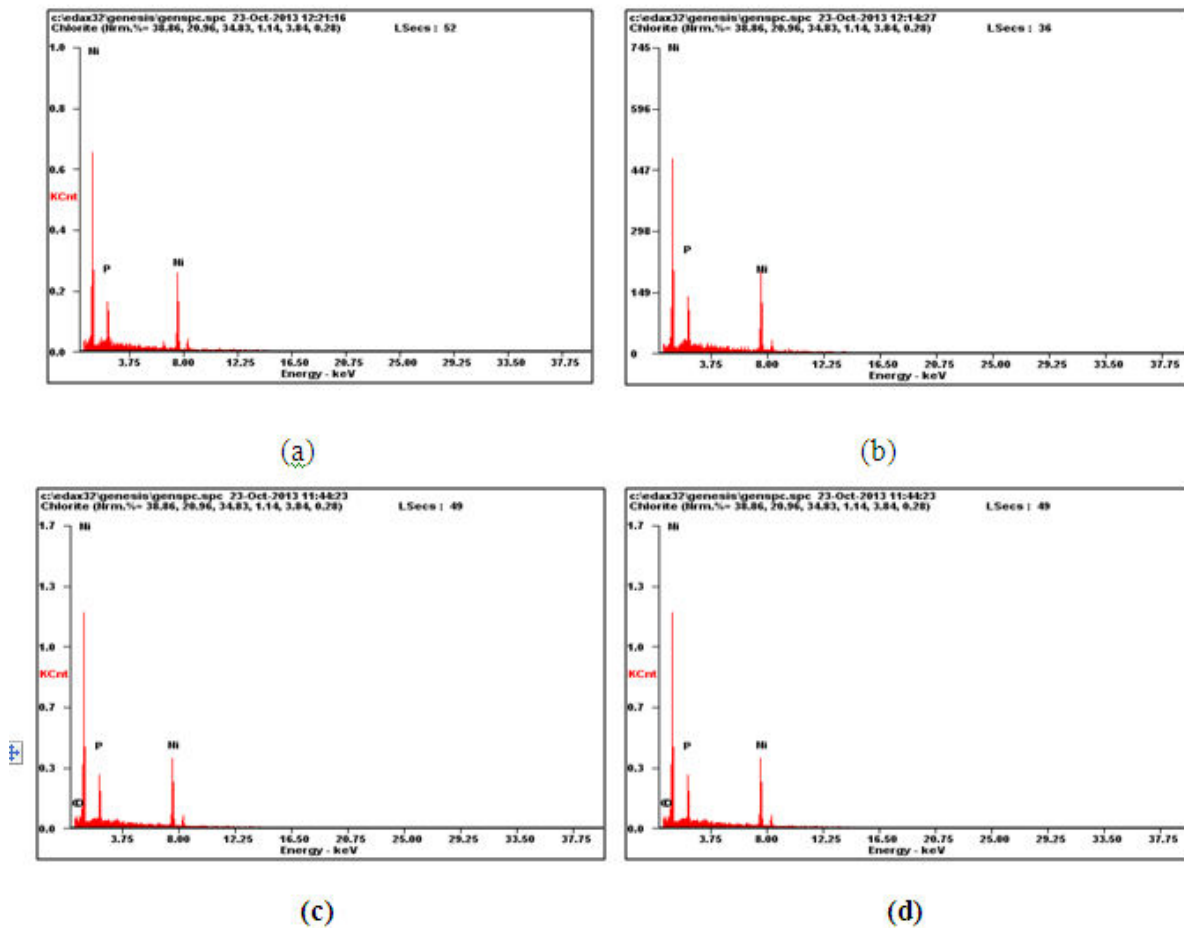 c:\edax32\genesis\genspc.spc 23-Oct-2013 12:21:16
Chlorite (Nrm.%= 38.86, 20.96, 34.83, 1.14, 3.84, 0.28) LSecs : 52
1.0
Ni
0.8
0.6
KCnt
0.4
P
Ni
0.2
0.0
3.75 8.00 12.25 16.50 20.75 25.00 29.25 33.50 37.75
Energy - keV
(a)
c:\edax32\genesis\genspc.spc 23-Oct-2013 12:14:27
Chlorite (Nrm.%= 38.86, 20.96, 34.83, 1.14, 3.84, 0.28) LSecs : 36
745
Ni
596
447
298
P
Ni
149
0
3.75 8.00 12.25 16.50 20.75 25.00 29.25 33.50 37.75
Energy - keV
(b)
c:\edax32\genesis\genspc.spc 23-Oct-2013 11:44:23
Chlorite (Nrm.%= 38.86, 20.96, 34.83, 1.14, 3.84, 0.28) LSecs : 49
1.7
Ni
1.3
1.0
KCnt
0.7
P
Ni
0.3
0.0
3.75 8.00 12.25 16.50 20.75 25.00 29.25 33.50 37.75
Energy - keV
(c)
c:\edax32\genesis\genspc.spc 23-Oct-2013 11:44:23
Chlorite (Nrm.%= 38.86, 20.96, 34.83, 1.14, 3.84, 0.28) LSecs : 49
1.7
Ni
1.3
1.0
KCnt
0.7
P
Ni
0.3
0.0
3.75 8.00 12.25 16.50 20.75 25.00 29.25 33.50 37.75
Energy - keV
(d)